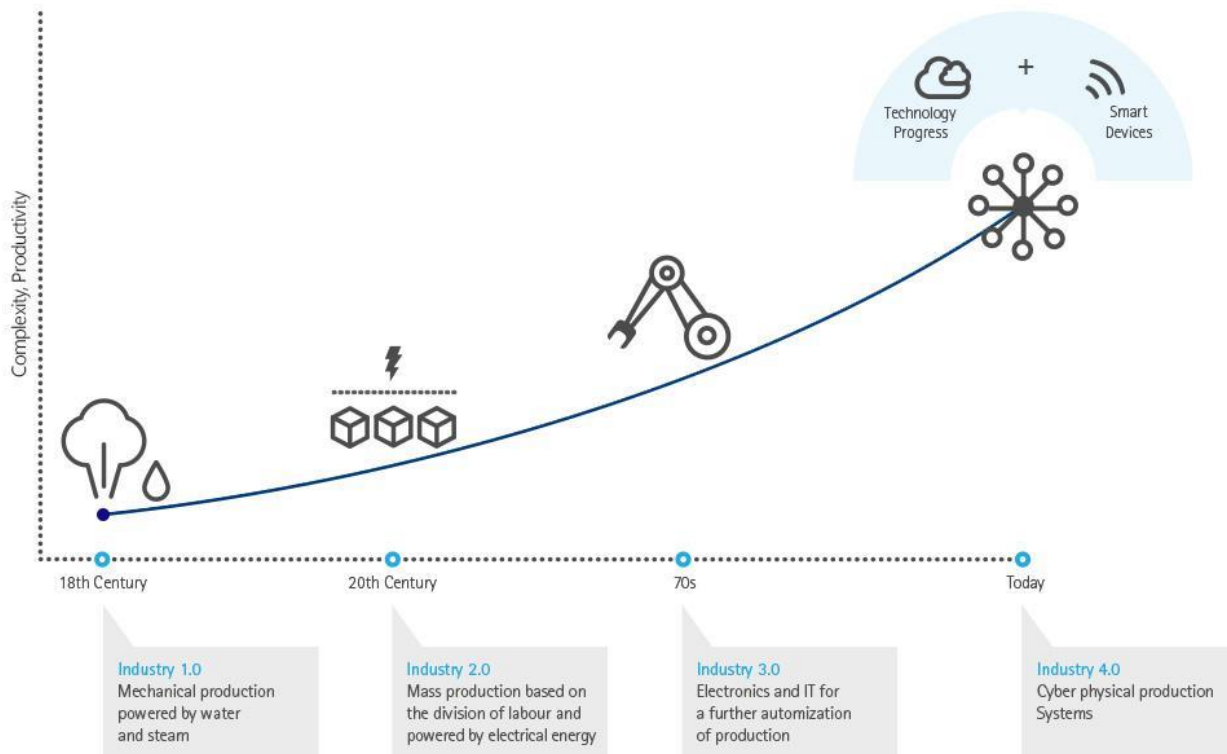 Technology
Progress
+
Smart
Devices
Complexity, Productivity
18th Century
20th Century
70s
Today
Industry 1.0
Mechanical production
powered by water
and steam
Industry 2.0
Mass production based on
the division of labour and
powered by electrical energy
Industry 3.0
Electronics and IT for
a further automization
of production
Industry 4.0
Cyber physical production
Systems